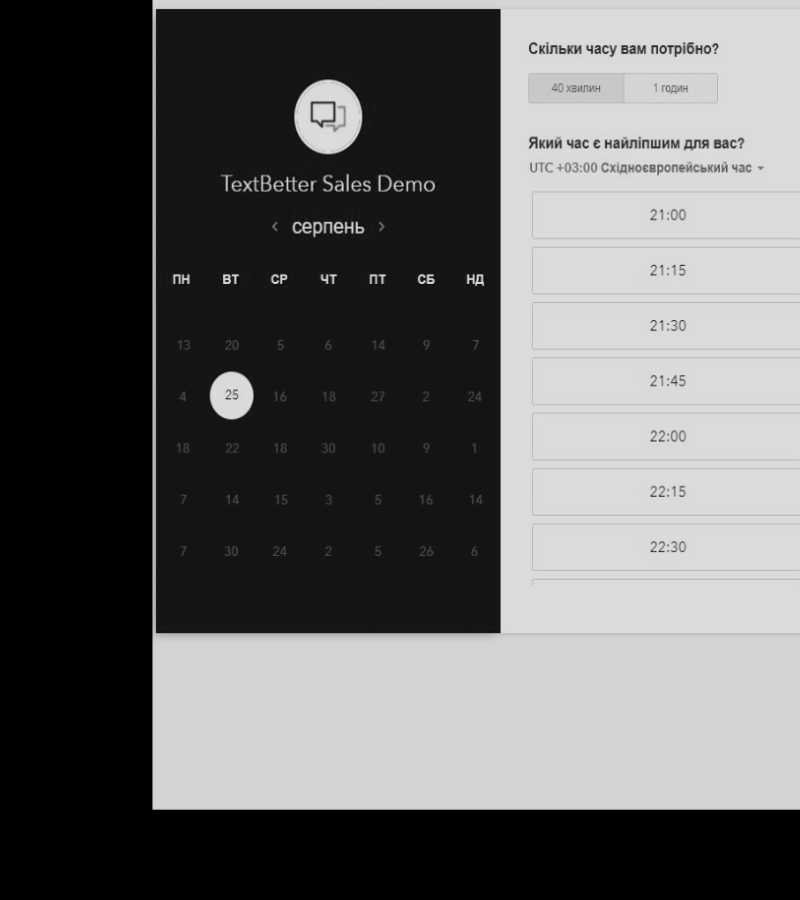 TextBetter Sales Demo
серпень
ПН ВТ СР ЧТ ПТ СБ НД
13 20 5 6 14 9 7
4 25 16 18 27 2 24
18 22 18 30 10 9 1
7 14 15 3 5 16 14
7 30 24 2 5 26 6
Скільки часу вам потрібно?
40 хвилин 1 годин
Який час є найліпшим для вас?
UTC +03:00 Східноєвропейський час
21:00
21:15
21:30
21:45
22:00
22:15
22:30